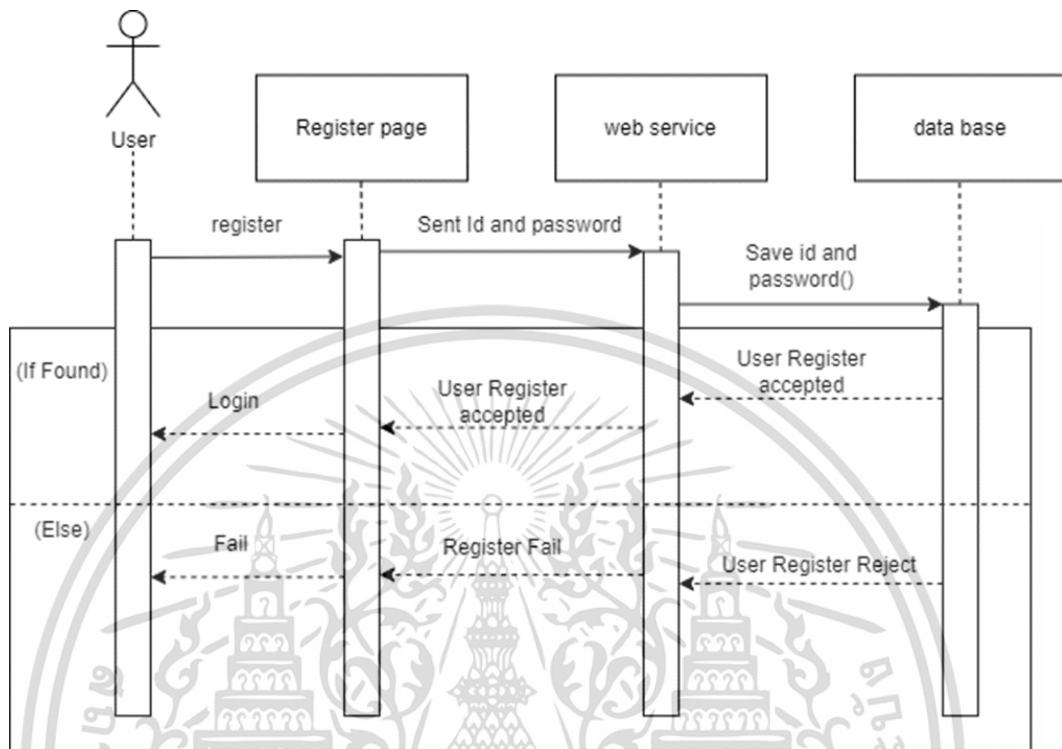 User
Register page
web service
data base
register
Sent Id and password
Save id and
password()
(If Found)
User Register
accepted
User Register
accepted
Login
(Else)
Fail
Register Fail
User Register Reject